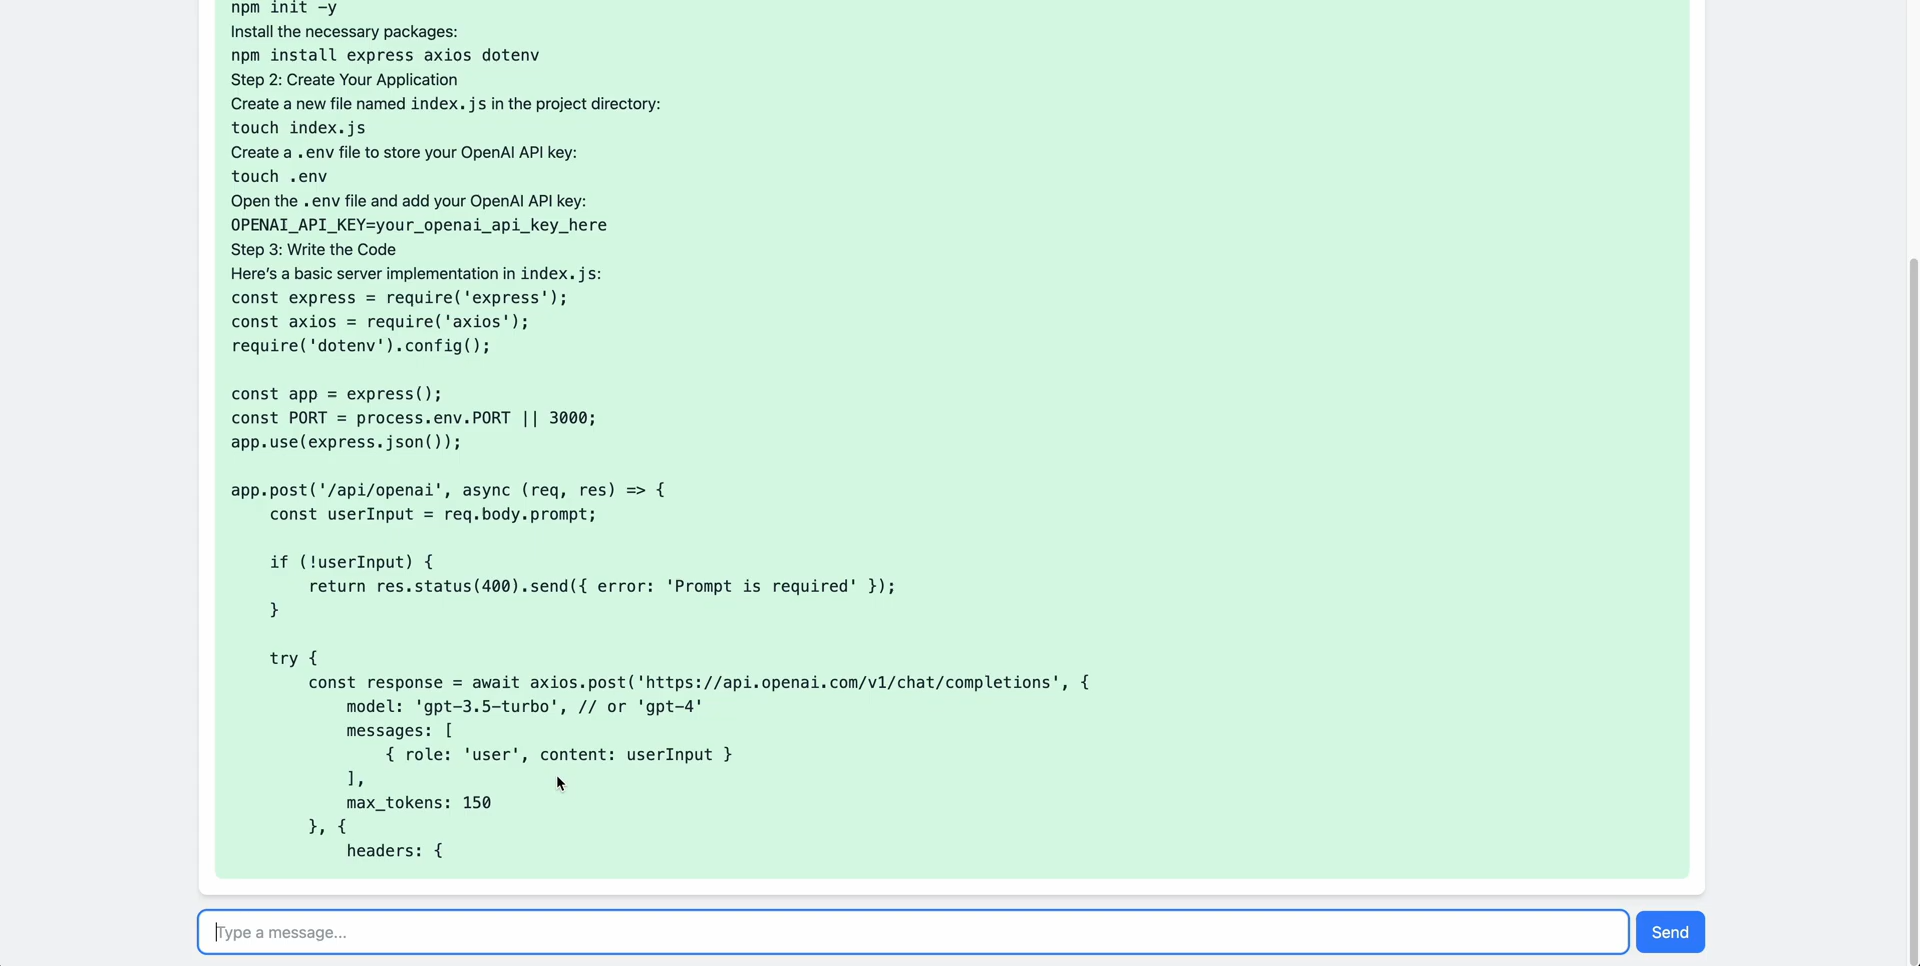 npm init -y
Install the necessary packages:
npm install express axios dotenv
Step 2: Create Your Application
Create a new file named index.js in the project directory:
touch index.js
Create a .env file to store your OpenAI API key:
touch .env
Open the .env file and add your OpenAI API key:
OPENAI_API_KEY=your_openai_api_key_here
Step 3: Write the Code
Here’s a basic server implementation in index.js:
const express = require('express');
const axios = require('axios');
require('dotenv').config();

const app = express();
const PORT = process.env.PORT || 3000;
app.use(express.json());

app.post('/api/openai', async (req, res) => {
    const userInput = req.body.prompt;

    if (!userInput) {
        return res.status(400).send({ error: 'Prompt is required' });
    }

    try {
        const response = await axios.post('https://api.openai.com/v1/chat/completions', {
            model: 'gpt-3.5-turbo', // or 'gpt-4'
            messages: [
                { role: 'user', content: userInput }
            ],
            max_tokens: 150
        }, {
            headers: {
Type a message...
Send